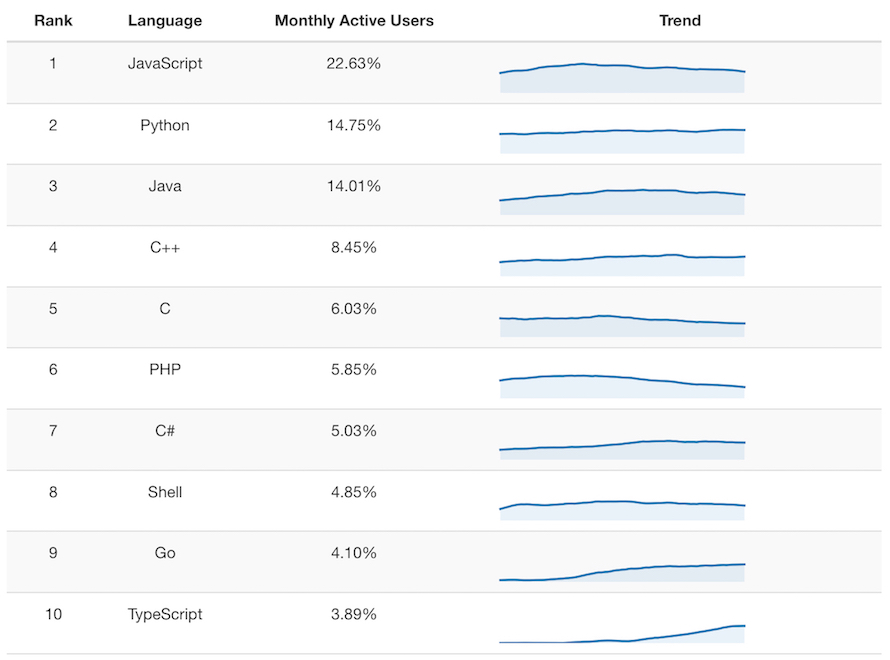 Rank Language Monthly Active Users Trend
1 JavaScript 22.63%
2 Python 14.75%
3 Java 14.01%
4 C++ 8.45%
5 C 6.03%
6 PHP 5.85%
7 C# 5.03%
8 Shell 4.85%
9 Go 4.10%
10 TypeScript 3.89%